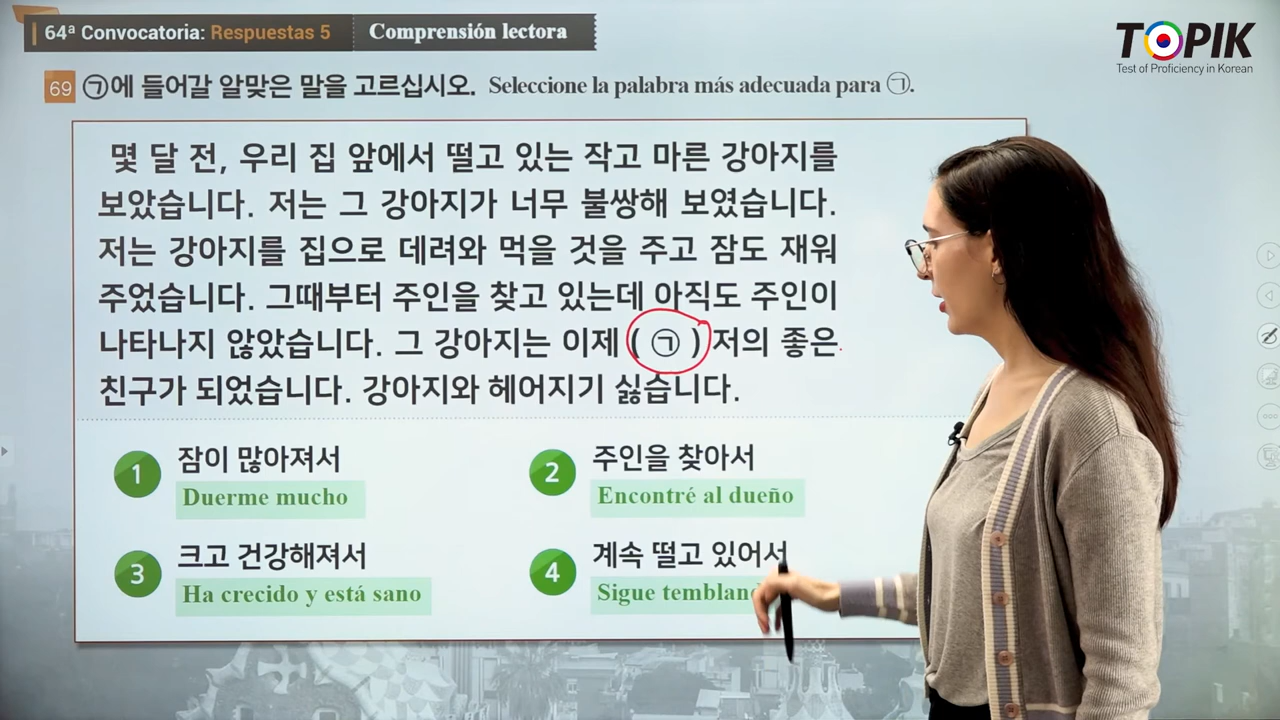 64ª Convocatoria: Respuestas 5 Comprensión lectora
TOPIK
Test of Proficiency in Korean
69 ㉠에 들어갈 알맞은 말을 고르십시오. Seleccione la palabra más adecuada para ㉠.
몇 달 전, 우리 집 앞에서 떨고 있는 작고 마른 강아지를
보았습니다. 저는 그 강아지가 너무 불쌍해 보였습니다.
저는 강아지를 집으로 데려와 먹을 것을 주고 잠도 재워
주었습니다. 그때부터 주인을 찾고 있는데 아직도 주인이
나타나지 않았습니다. 그 강아지는 이제 ( ㉠ ) 저의 좋은
친구가 되었습니다. 강아지와 헤어지기 싫습니다.
1 잠이 많아져서
Duerme mucho
2 주인을 찾아서
Encontré al dueño
3 크고 건강해져서
Ha crecido y está sano
4 계속 떨고 있어서
Sigue